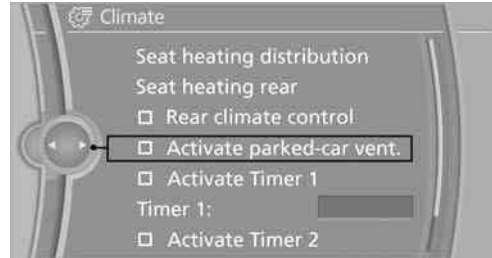 Climate
Seat heating distribution
Seat heating rear
Rear climate control
Activate parked-car vent.
Activate Timer 1
Timer 1:
Activate Timer 2